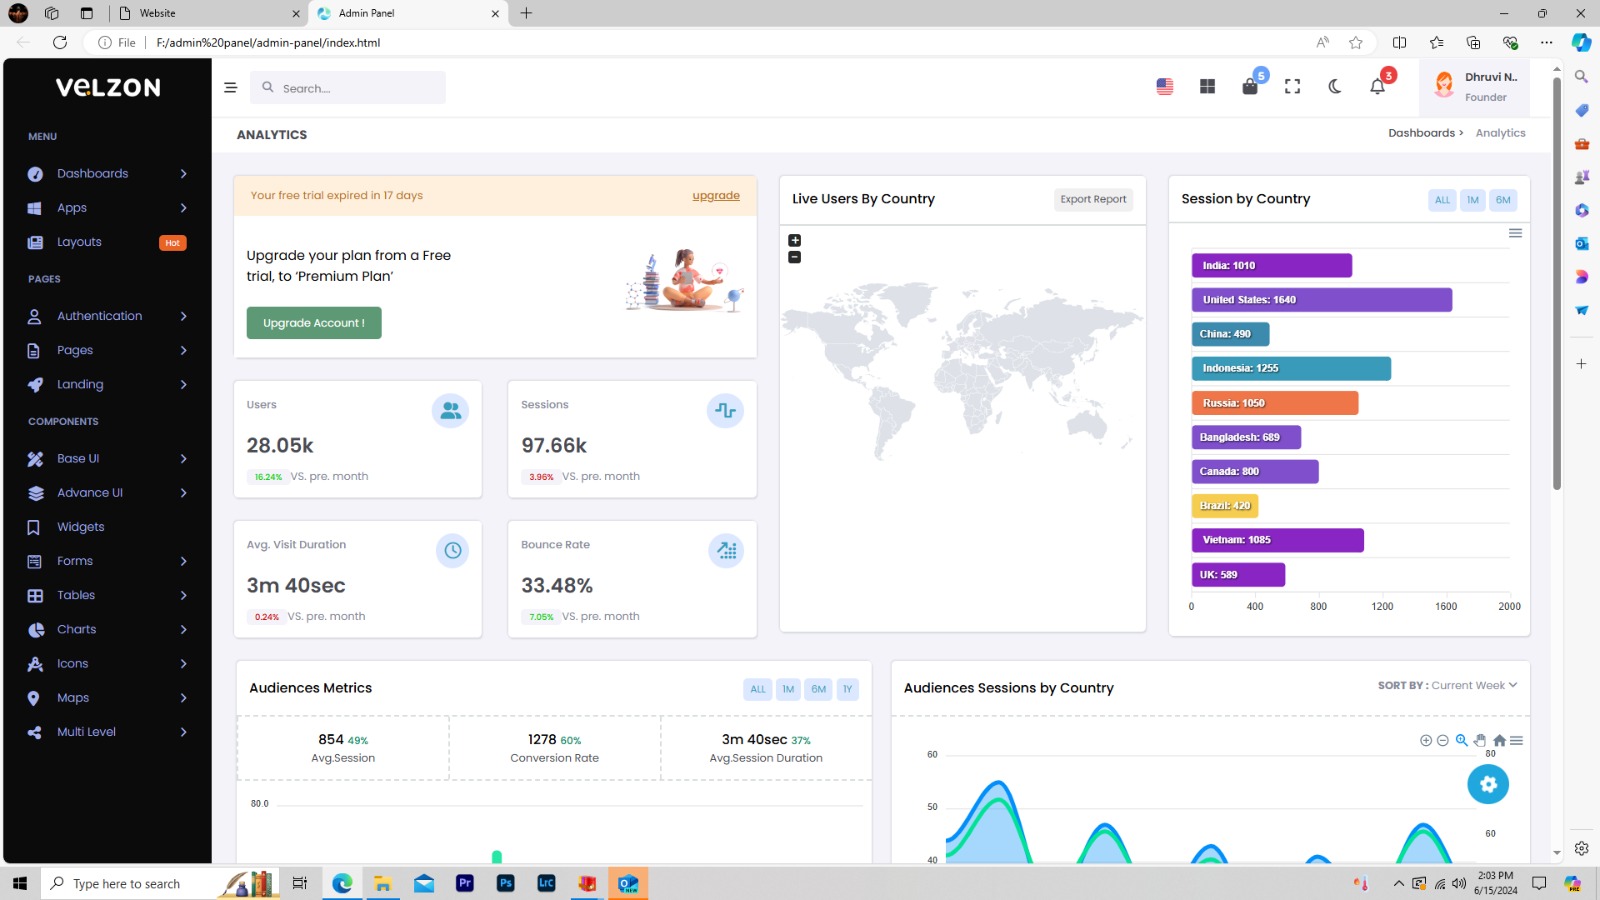 Website
Admin Panel
File
F:/admin%20panel/admin-panel/index.html
VELZON
Search....
5
3
Dhruvi N..
Founder
MENU
Dashboards
Apps
Layouts
Hot
PAGES
Authentication
Pages
Landing
COMPONENTS
Base UI
Advance UI
Widgets
Forms
Tables
Charts
Icons
Maps
Multi Level
ANALYTICS
Dashboards > Analytics
Your free trial expired in 17 days
upgrade
Upgrade your plan from a Free
trial, to ‘Premium Plan’
Upgrade Account !
Users
28.05k
16.24% VS. pre. month
Sessions
97.66k
3.96% VS. pre. month
Avg. Visit Duration
3m 40sec
0.24% VS. pre. month
Bounce Rate
33.48%
7.05% VS. pre. month
Live Users By Country
Export Report
+
−
Session by Country
ALL 1M 6M
India: 1010
United States: 1640
China: 490
Indonesia: 1255
Russia: 1050
Bangladesh: 689
Canada: 800
Brazil: 420
Vietnam: 1085
UK: 589
0 400 800 1200 1600 2000
Audiences Metrics
ALL 1M 6M 1Y
854 49%
Avg.Session
1278 60%
Conversion Rate
3m 40sec 37%
Avg.Session Duration
80.0
Audiences Sessions by Country
SORT BY : Current Week
60
50
40
80
60
Type here to search
Pr
Ps
LrC
NEW
2:03 PM
6/15/2024
PRE